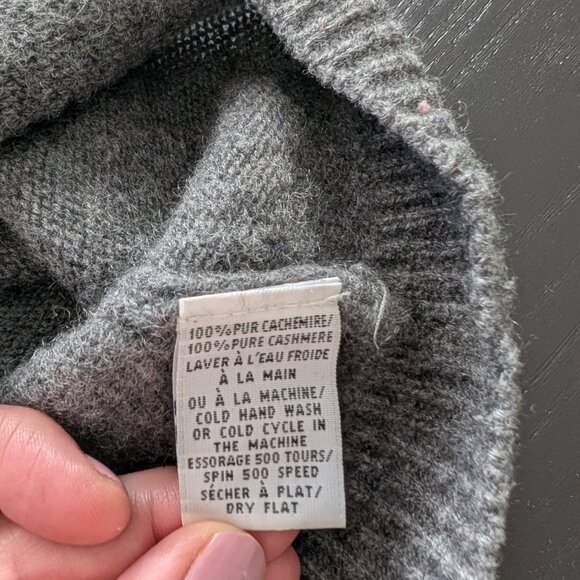 100% PUR CACHEMIRE/
100% PURE CASHMERE
LAVER À L'EAU FROIDE
À LA MAIN
OU À LA MACHINE/
COLD HAND WASH
OR COLD CYCLE IN
THE MACHINE
ESSORAGE 500 TOURS/
SPIN 500 SPEED
SÉCHER À PLAT/
DRY FLAT